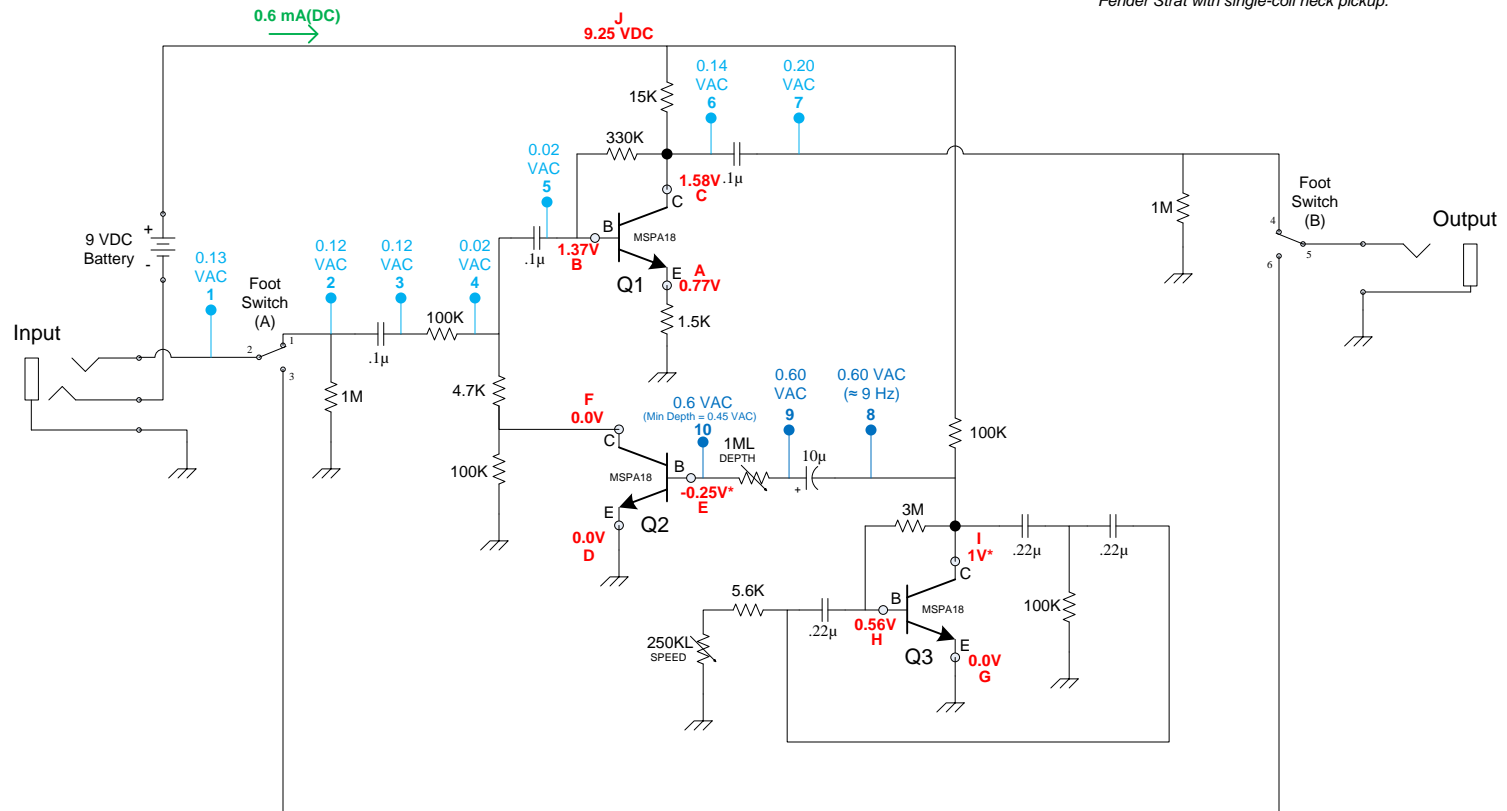 Fender Strat with single-coil neck pickup.
0.6 mA(DC)
J
9.25 VDC
0.14
VAC
6
0.20
VAC
7
15K
330K
0.02
VAC
5
.1µ
1.58V
C
C
B
MSPA18
1.37V
B
.1µ
E
A
0.77V
Q1
1.5K
1M
Foot
Switch
(B)
4
5
6
Output
+
9 VDC
Battery
-
0.13
VAC
1
Foot
Switch
(A)
0.12
VAC
2
0.12
VAC
3
0.02
VAC
4
Input
2
1
3
.1µ
100K
1M
4.7K
100K
F
0.0V
C
MSPA18
B
E
Q2
0.0V
D
0.6 VAC
(Min Depth = 0.45 VAC)
10
-0.25V*
E
1ML
DEPTH
0.60
VAC
9
10µ
+
0.60 VAC
(≈ 9 Hz)
8
100K
3M
I
1V*
C
.22µ
.22µ
B
MSPA18
0.56V
H
E
0.0V
G
Q3
100K
5.6K
.22µ
250KL
SPEED